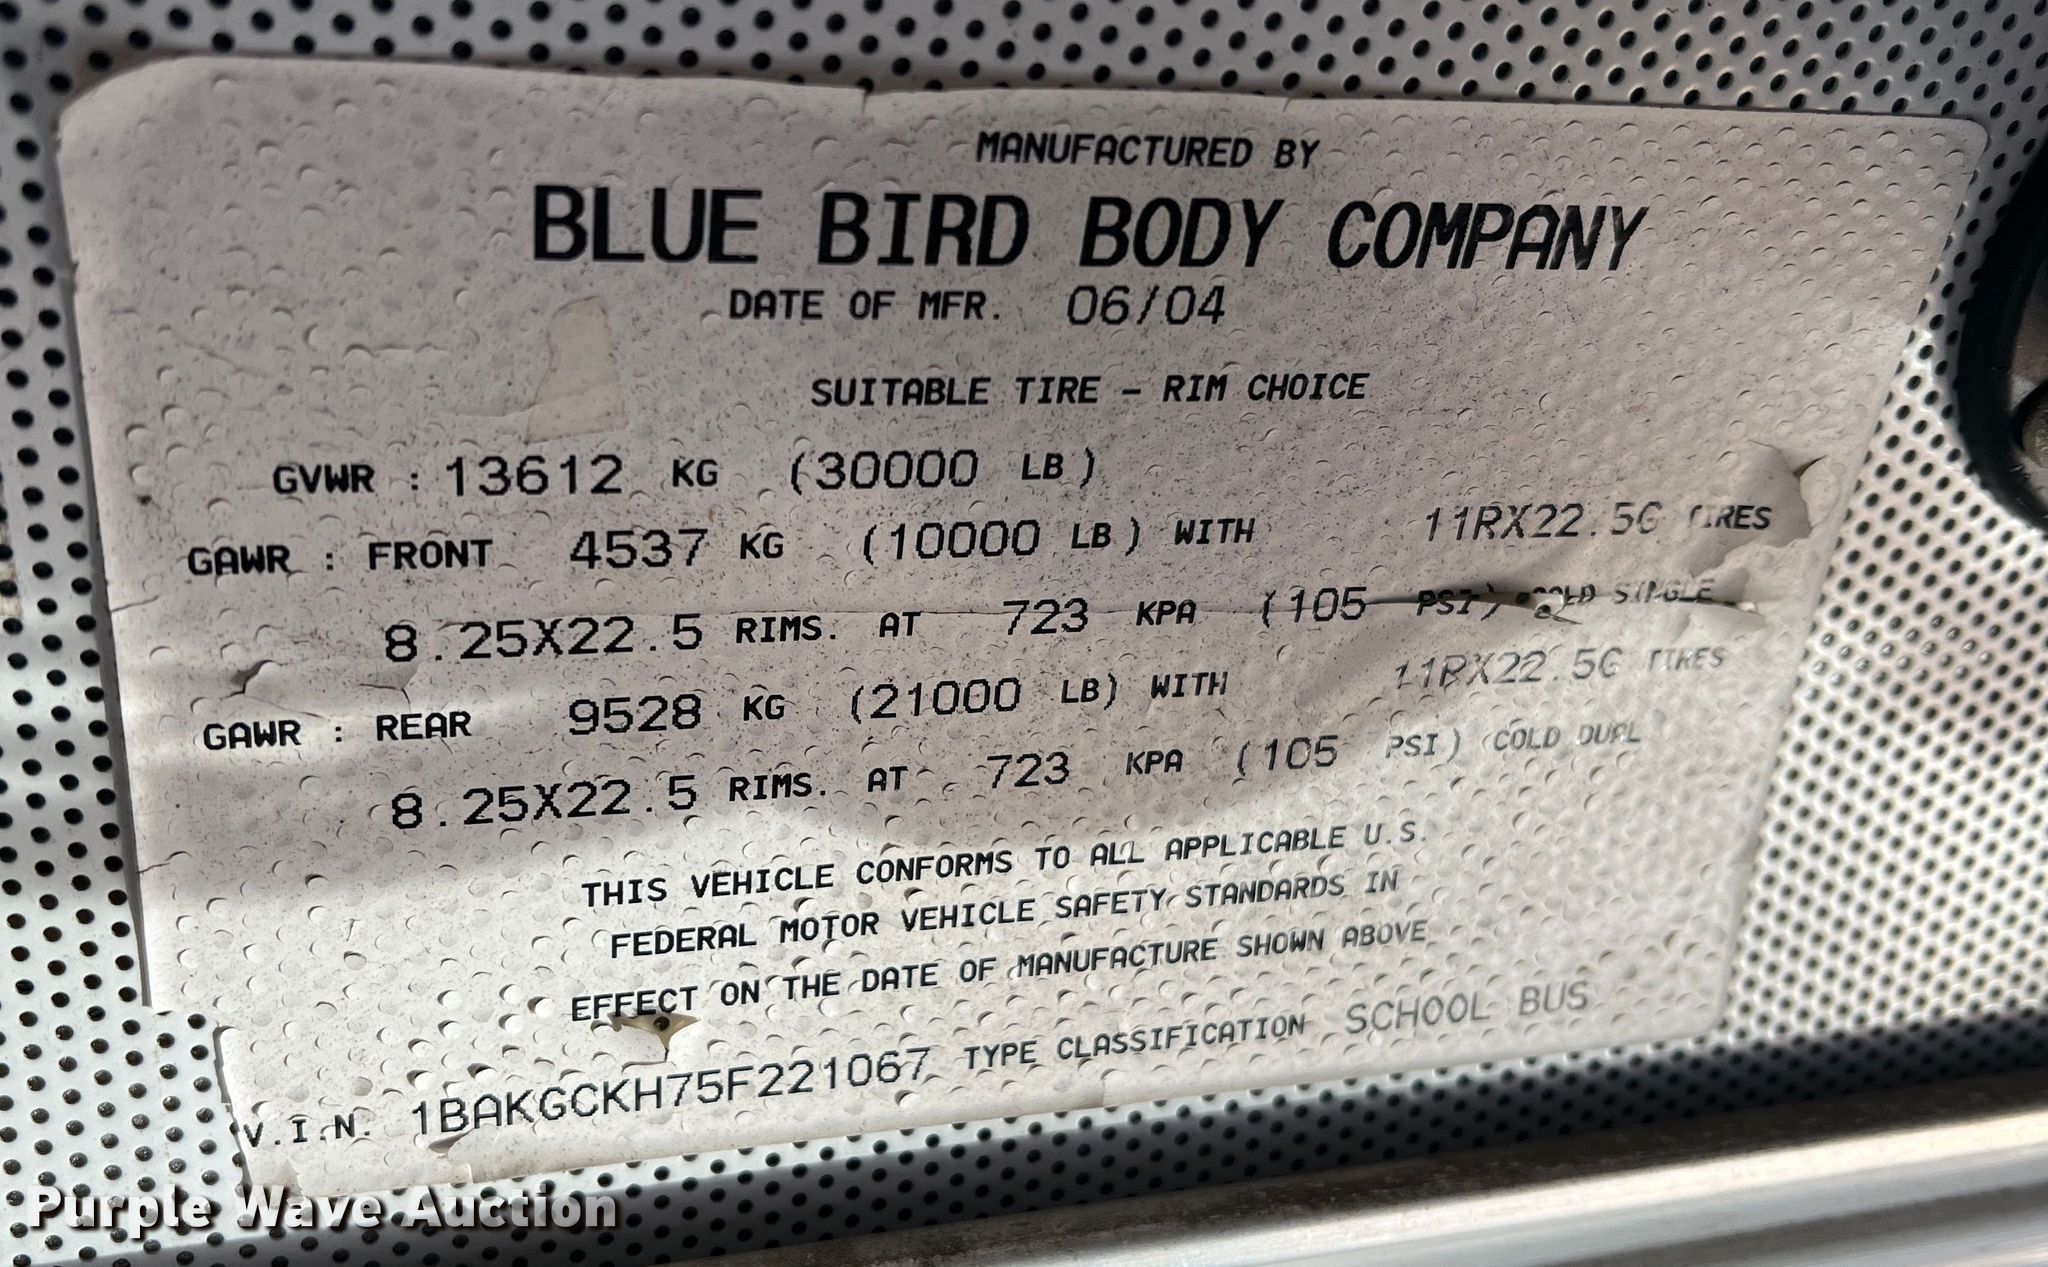 MANUFACTURED BY
BLUE BIRD BODY COMPANY
DATE OF MFR. 06/04
SUITABLE TIRE - RIM CHOICE
GVWR : 13612 KG (30000 LB)
GAWR : FRONT 4537 KG (10000 LB) WITH 11RX22.5G TIRES
8.25X22.5 RIMS. AT 723 KPA (105 PSI) COLD SINGLE
GAWR : REAR 9528 KG (21000 LB) WITH 11RX22.5G TIRES
8.25X22.5 RIMS. AT 723 KPA (105 PSI) COLD DUAL
THIS VEHICLE CONFORMS TO ALL APPLICABLE U.S.
FEDERAL MOTOR VEHICLE SAFETY STANDARDS IN
EFFECT ON THE DATE OF MANUFACTURE SHOWN ABOVE
V.I.N. 1BAKGCKH75F221067 TYPE CLASSIFICATION SCHOOL BUS
Purple Wave Auction